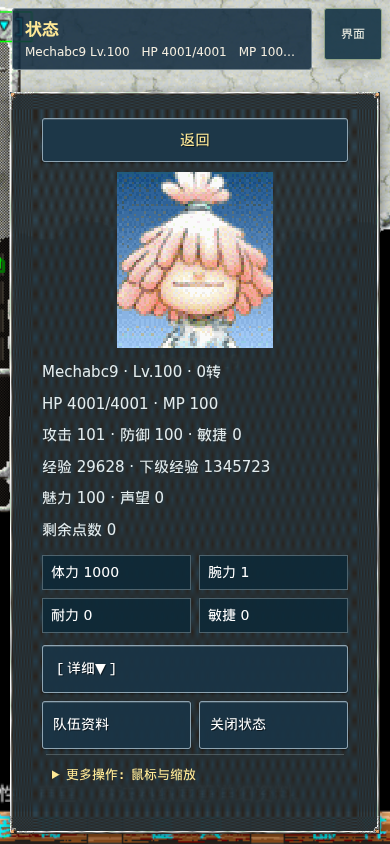 状态
Mechabc9 Lv.100 HP 4001/4001 MP 100...
界面
返回
Mechabc9 · Lv.100 · 0转
HP 4001/4001 · MP 100
攻击 101 · 防御 100 · 敏捷 0
经验 29628 · 下级经验 1345723
魅力 100 · 声望 0
剩余点数 0
体力 1000
腕力 1
耐力 0
敏捷 0
[ 详细▼ ]
队伍资料
关闭状态
▶ 更多操作：鼠标与缩放
性